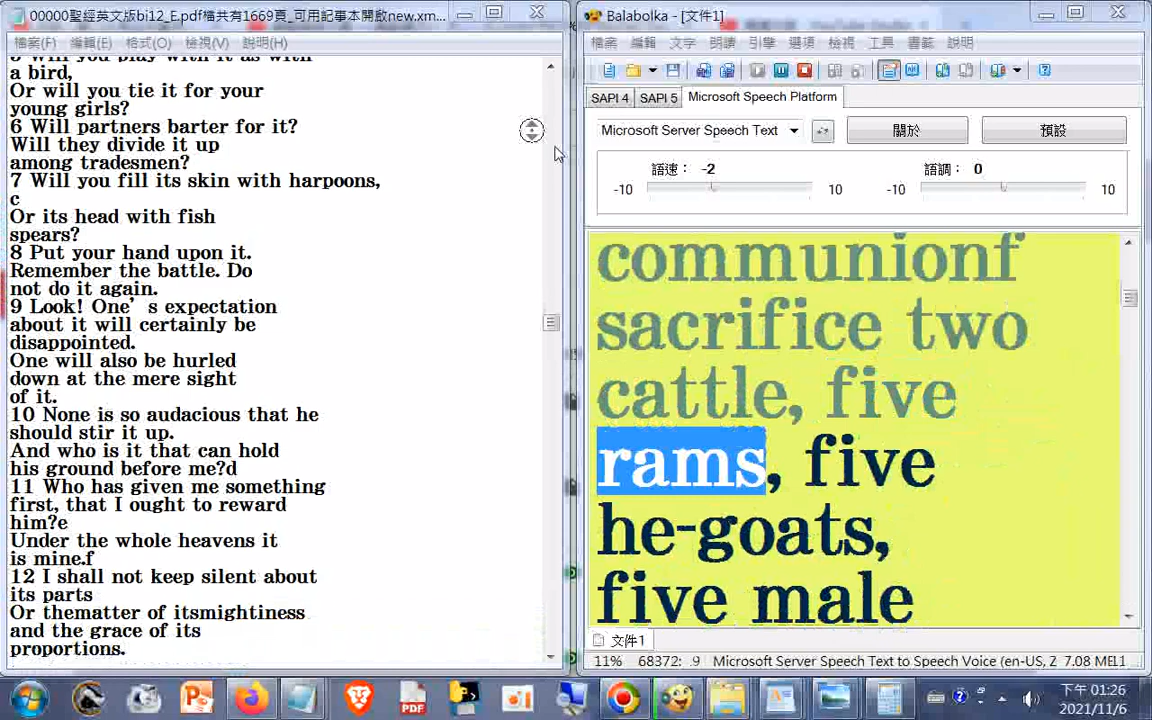 00000聖經英文版bi12_E.pdf檔共有1669頁_可用記事本開啟new.xm...
檔案(F) 編輯(E) 格式(O) 檢視(V) 說明(H)
5 Will you play with it as with
a bird,
Or will you tie it for your
young girls?
6 Will partners barter for it?
Will they divide it up
among tradesmen?
7 Will you fill its skin with harpoons,
c
Or its head with fish
spears?
8 Put your hand upon it.
Remember the battle. Do
not do it again.
9 Look! One’s expectation
about it will certainly be
disappointed.
One will also be hurled
down at the mere sight
of it.
10 None is so audacious that he
should stir it up.
And who is it that can hold
his ground before me?d
11 Who has given me something
first, that I ought to reward
him?e
Under the whole heavens it
is mine.f
12 I shall not keep silent about
its parts
Or thematter of itsmightiness
and the grace of its
proportions.
Balabolka - [文件1]
檔案 編輯 文字 朗讀 引擎 選項 檢視 工具 書籤 說明
SAPI 4 SAPI 5 Microsoft Speech Platform
Microsoft Server Speech Text 關於 預設
語速: -2 語調: 0
-10 10 -10 10
communionf
sacrifice two
cattle, five
rams, five
he-goats,
five male
文件1
11% 68372: .9 Microsoft Server Speech Text to Speech Voice (en-US, Z 7.08 ME11
PDF
下午 01:26
2021/11/6